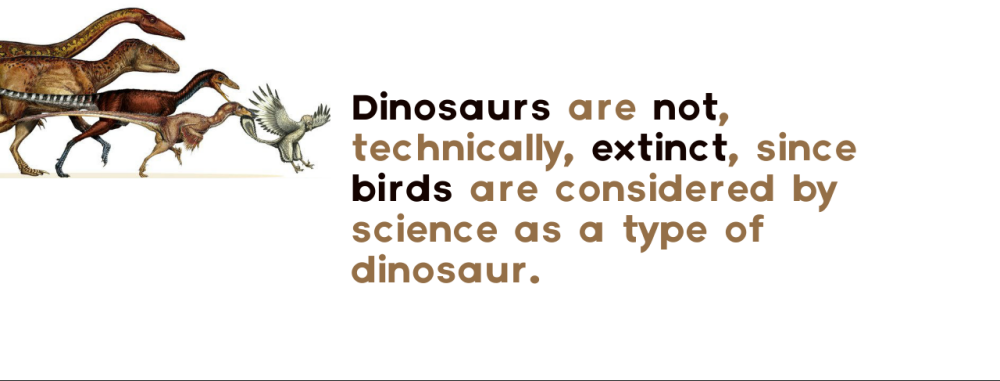 Dinosaurs are not,
technically, extinct, since
birds are considered by
science as a type of
dinosaur.